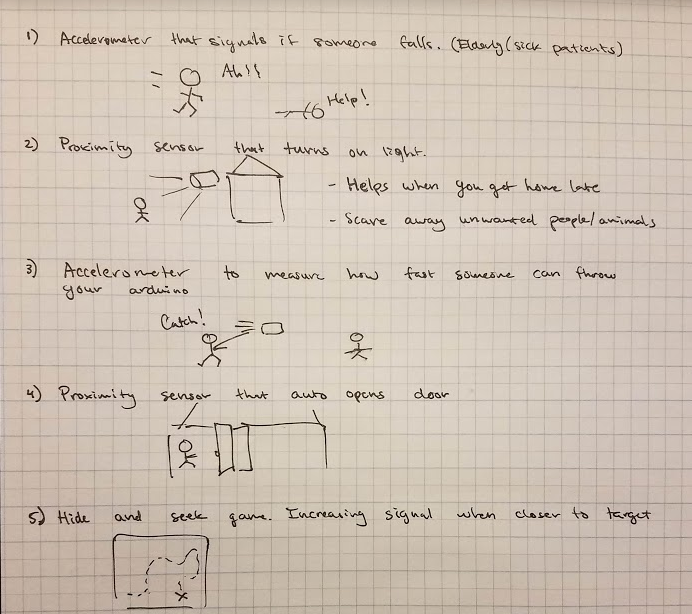 1) Accelerometer that signals if someone falls. (Elderly/sick patients)
Ah!!
Help!
2) Proximity sensor that turns on light.
- Helps when you get home late
- Scare away unwanted people/animals
3) Accelerometer to measure how fast someone can throw
your arduino
Catch!
4) Proximity sensor that auto opens door
5) Hide and seek game. Increasing signal when closer to target